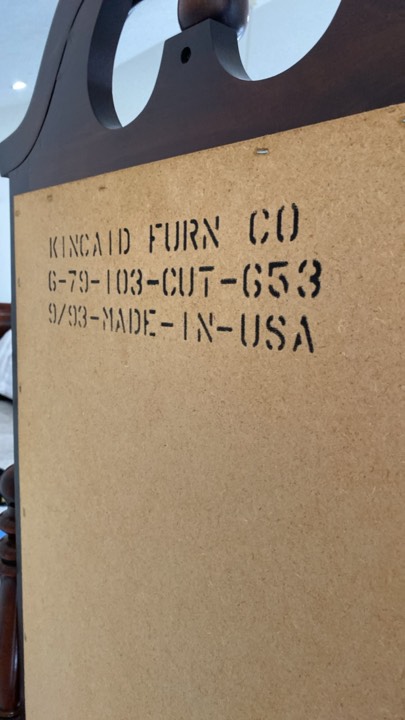 KINCAID FURN CO
6-79-103-CUT-653
9/93-MADE-IN-USA